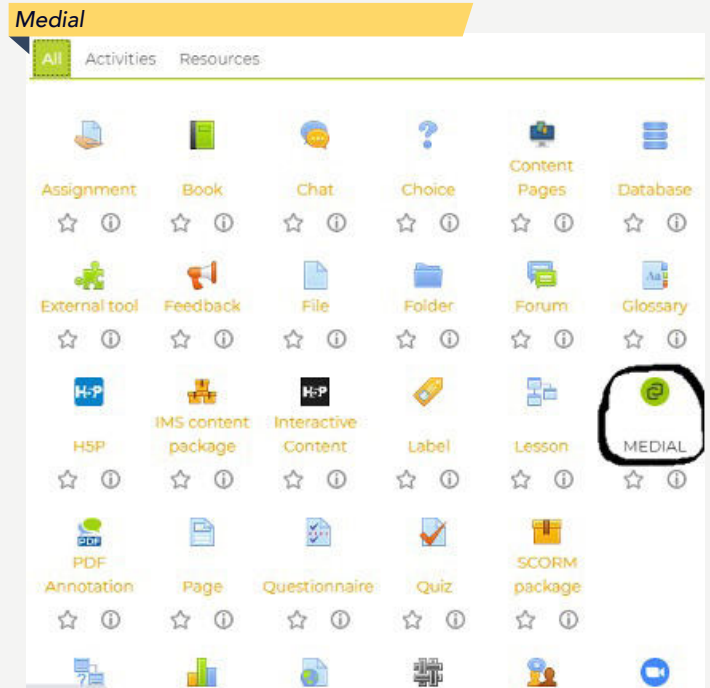 Medial
All Activities Resources
Content
Assignment Book Chat Choice Pages Database
External tool Feedback File Folder Forum Glossary
IMS content Interactive
H5P package Content Label Lesson MEDIAL
PDF SCORM
Annotation Page Questionnaire Quiz package